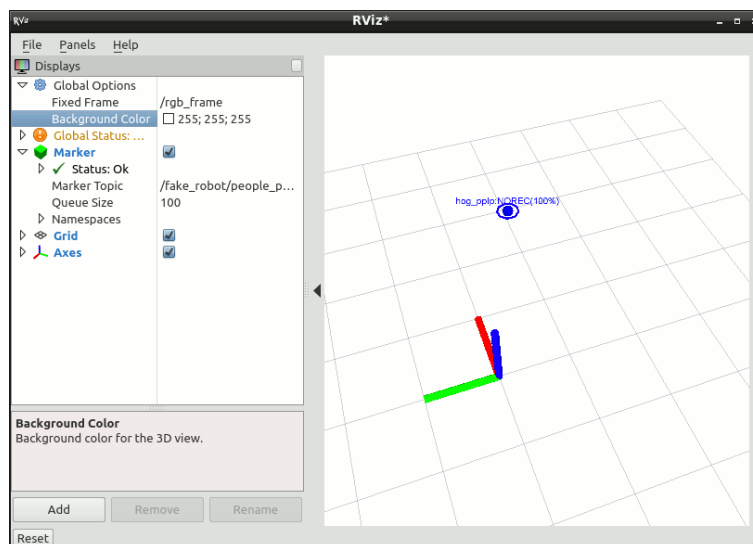 RViz RViz*
File Panels Help
Displays
Global Options
Fixed Frame /rgb_frame
Background Color 255; 255; 255
Global Status: ...
Marker
Status: Ok
Marker Topic /fake_robot/people_p...
Queue Size 100
Namespaces
Grid
Axes
hog_pplp:NOREC(100%)
Background Color
Background color for the 3D view.
Add Remove Rename
Reset